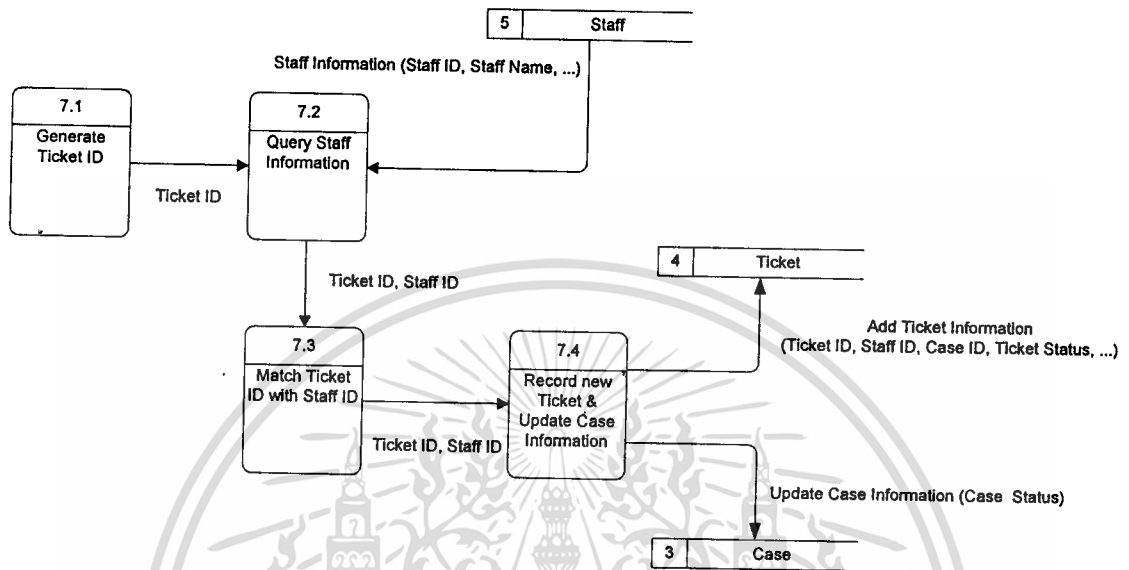 5 Staff
Staff Information (Staff ID, Staff Name, ...)
7.1
Generate
Ticket ID
7.2
Query Staff
Information
Ticket ID
4 Ticket
Ticket ID, Staff ID
Add Ticket Information
(Ticket ID, Staff ID, Case ID, Ticket Status, ...)
7.3
Match Ticket
ID with Staff ID
7.4
Record new
Ticket &
Update Case
Information
Ticket ID, Staff ID
Update Case Information (Case Status)
3 Case